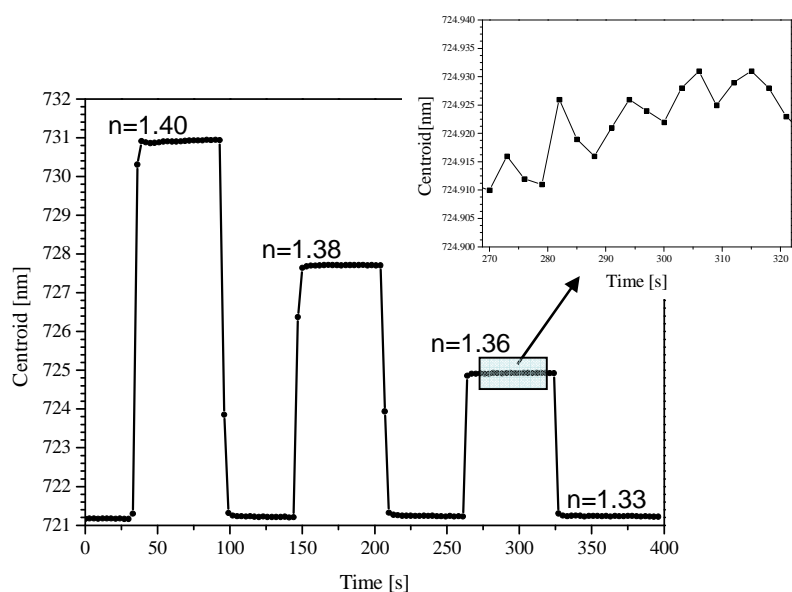 724.940
724.935
724.930
724.925
724.920
724.915
724.910
724.905
724.900
Centroid[nm]
270 280 290 300 310 320
Time [s]
732
731
730
729
728
727
726
725
724
723
722
721
Centroid [nm]
n=1.40
n=1.38
n=1.36
n=1.33
0 50 100 150 200 250 300 350 400
Time [s]